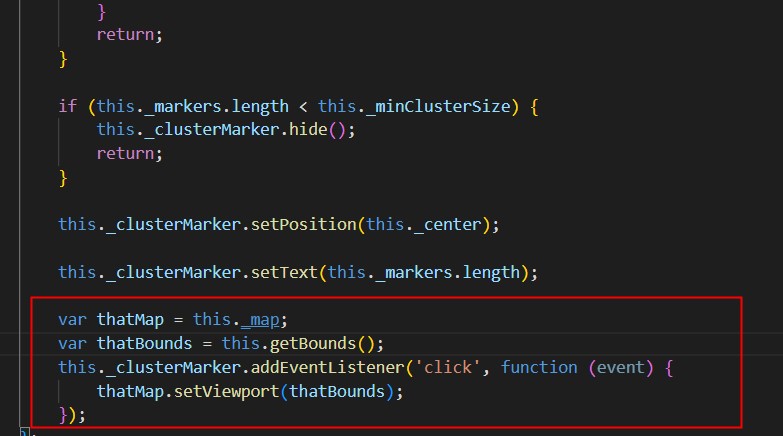 }
return;
}
if (this._markers.length < this._minClusterSize) {
this._clusterMarker.hide();
return;
}
this._clusterMarker.setPosition(this._center);
this._clusterMarker.setText(this._markers.length);
var thatMap = this._map;
var thatBounds = this.getBounds();
this._clusterMarker.addEventListener('click', function (event) {
thatMap.setViewport(thatBounds);
});
};